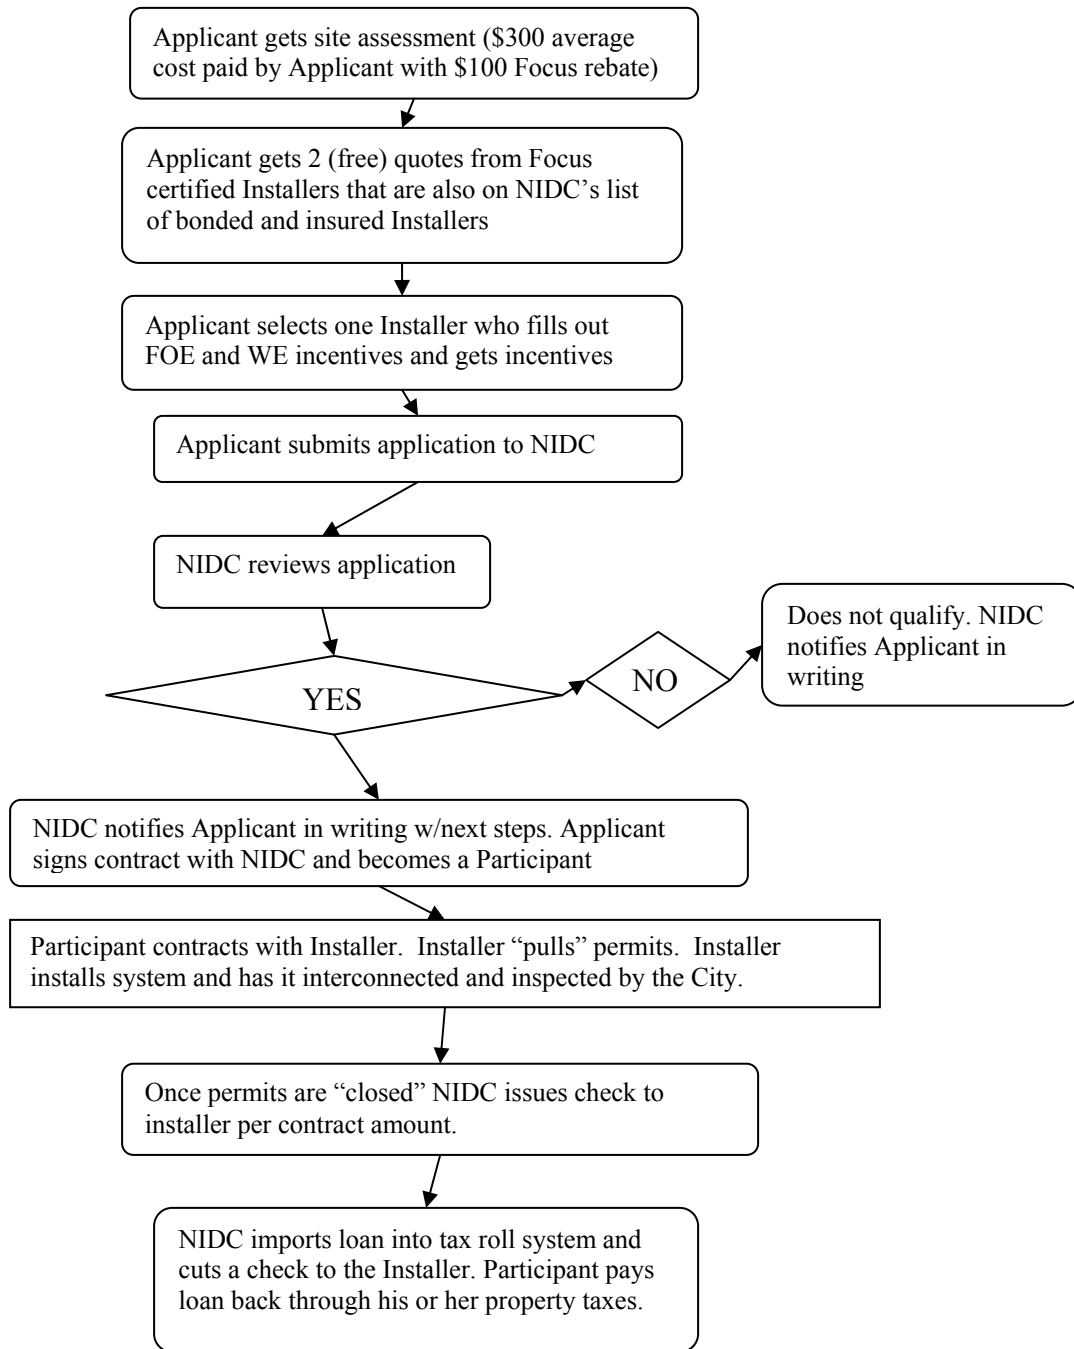 Applicant gets site assessment ($300 average
cost paid by Applicant with $100 Focus rebate)
Applicant gets 2 (free) quotes from Focus
certified Installers that are also on NIDC’s list
of bonded and insured Installers
Applicant selects one Installer who fills out
FOE and WE incentives and gets incentives
Applicant submits application to NIDC
NIDC reviews application
YES
NO
Does not qualify. NIDC
notifies Applicant in
writing
NIDC notifies Applicant in writing w/next steps. Applicant
signs contract with NIDC and becomes a Participant
Participant contracts with Installer.  Installer “pulls” permits.  Installer
installs system and has it interconnected and inspected by the City.
Once permits are “closed” NIDC issues check to
installer per contract amount.
NIDC imports loan into tax roll system and
cuts a check to the Installer. Participant pays
loan back through his or her property taxes.